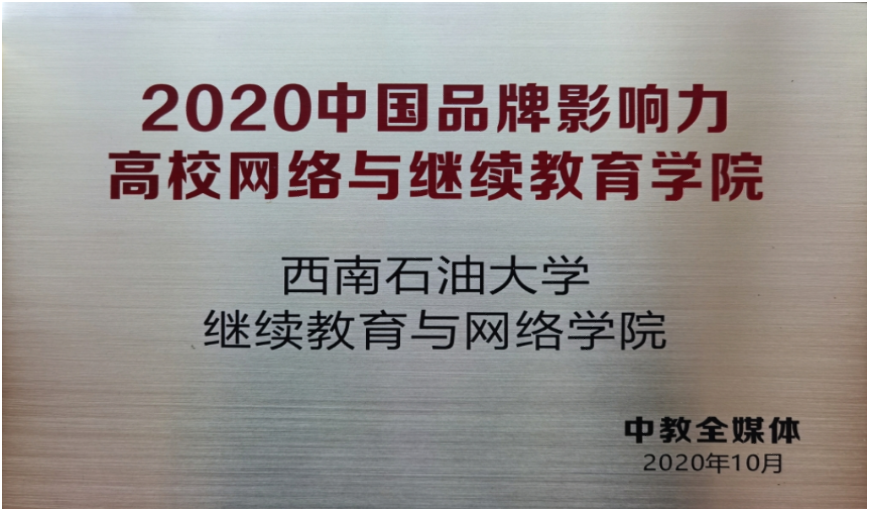 2020中国品牌影响力
高校网络与继续教育学院
西南石油大学
继续教育与网络学院
中教全媒体
2020年10月